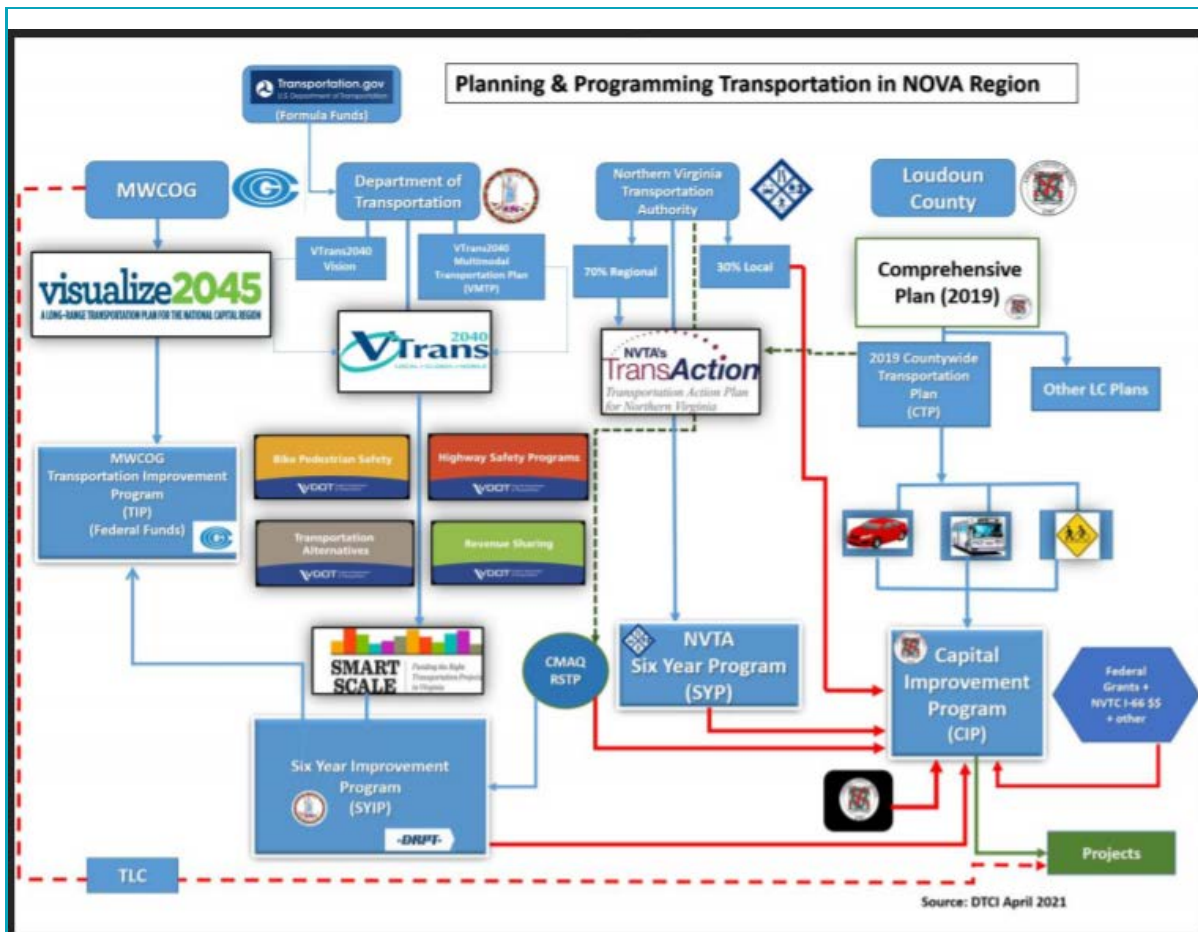 Planning & Programming Transportation in NOVA Region
Transportation.gov
U.S. Department of Transportation
(Formula Funds)
MWCOG
Department of
Transportation
Northern Virginia
Transportation
Authority
Loudoun
County
VTrans2040
Vision
VTrans2040
Multimodal
Transportation Plan
(VMTP)
70% Regional
30% Local
Comprehensive
Plan (2019)
visualize2045
A LONG-RANGE TRANSPORTATION PLAN FOR THE NATIONAL CAPITAL REGION
2040
VTrans
NVTA's
TransAction
Transportation Action Plan
for Northern Virginia
2019 Countywide
Transportation
Plan
(CTP)
Other LC Plans
MWCOG
Transportation Improvement
Program
(TIP)
(Federal Funds)
Bike Pedestrian Safety
VDOT
Highway Safety Programs
VDOT
Transportation
Alternatives
VDOT
Revenue Sharing
VDOT
SMART
SCALE
Funding the Right
Transportation Projects
in Virginia
CMAQ
RSTP
NVTA
Six Year Program
(SYP)
Capital
Improvement
Program
(CIP)
Federal
Grants +
NVTC I-66 $$
+ other
Six Year Improvement
Program
(SYIP)
-DRPT-
TLC
Projects
Source: DTCI April 2021